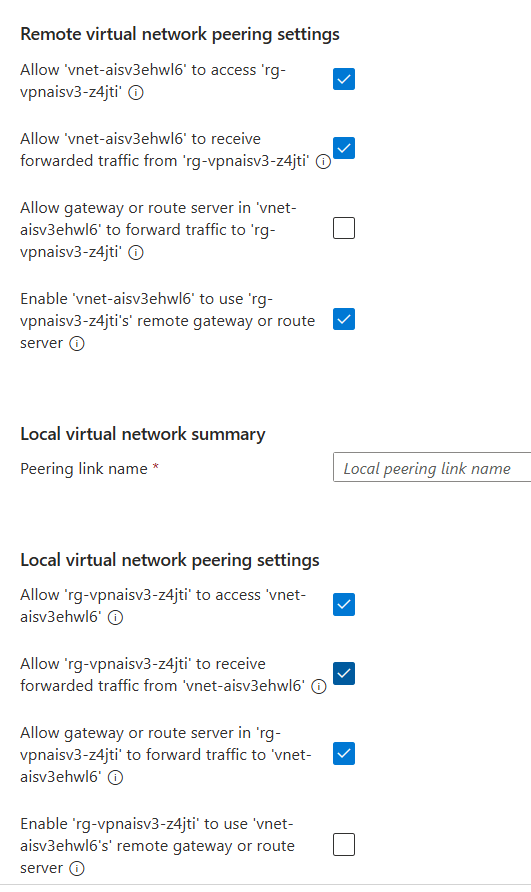 Remote virtual network peering settings
Allow 'vnet-aisv3ehwl6' to access 'rg-
vpnaisv3-z4jti'
Allow 'vnet-aisv3ehwl6' to receive
forwarded traffic from 'rg-vpnaisv3-z4jti'
Allow gateway or route server in 'vnet-
aisv3ehwl6' to forward traffic to 'rg-
vpnaisv3-z4jti'
Enable 'vnet-aisv3ehwl6' to use 'rg-
vpnaisv3-z4jti's' remote gateway or route
server
Local virtual network summary
Peering link name *
Local peering link name
Local virtual network peering settings
Allow 'rg-vpnaisv3-z4jti' to access 'vnet-
aisv3ehwl6'
Allow 'rg-vpnaisv3-z4jti' to receive
forwarded traffic from 'vnet-aisv3ehwl6'
Allow gateway or route server in 'rg-
vpnaisv3-z4jti' to forward traffic to 'vnet-
aisv3ehwl6'
Enable 'rg-vpnaisv3-z4jti' to use 'vnet-
aisv3ehwl6's' remote gateway or route
server